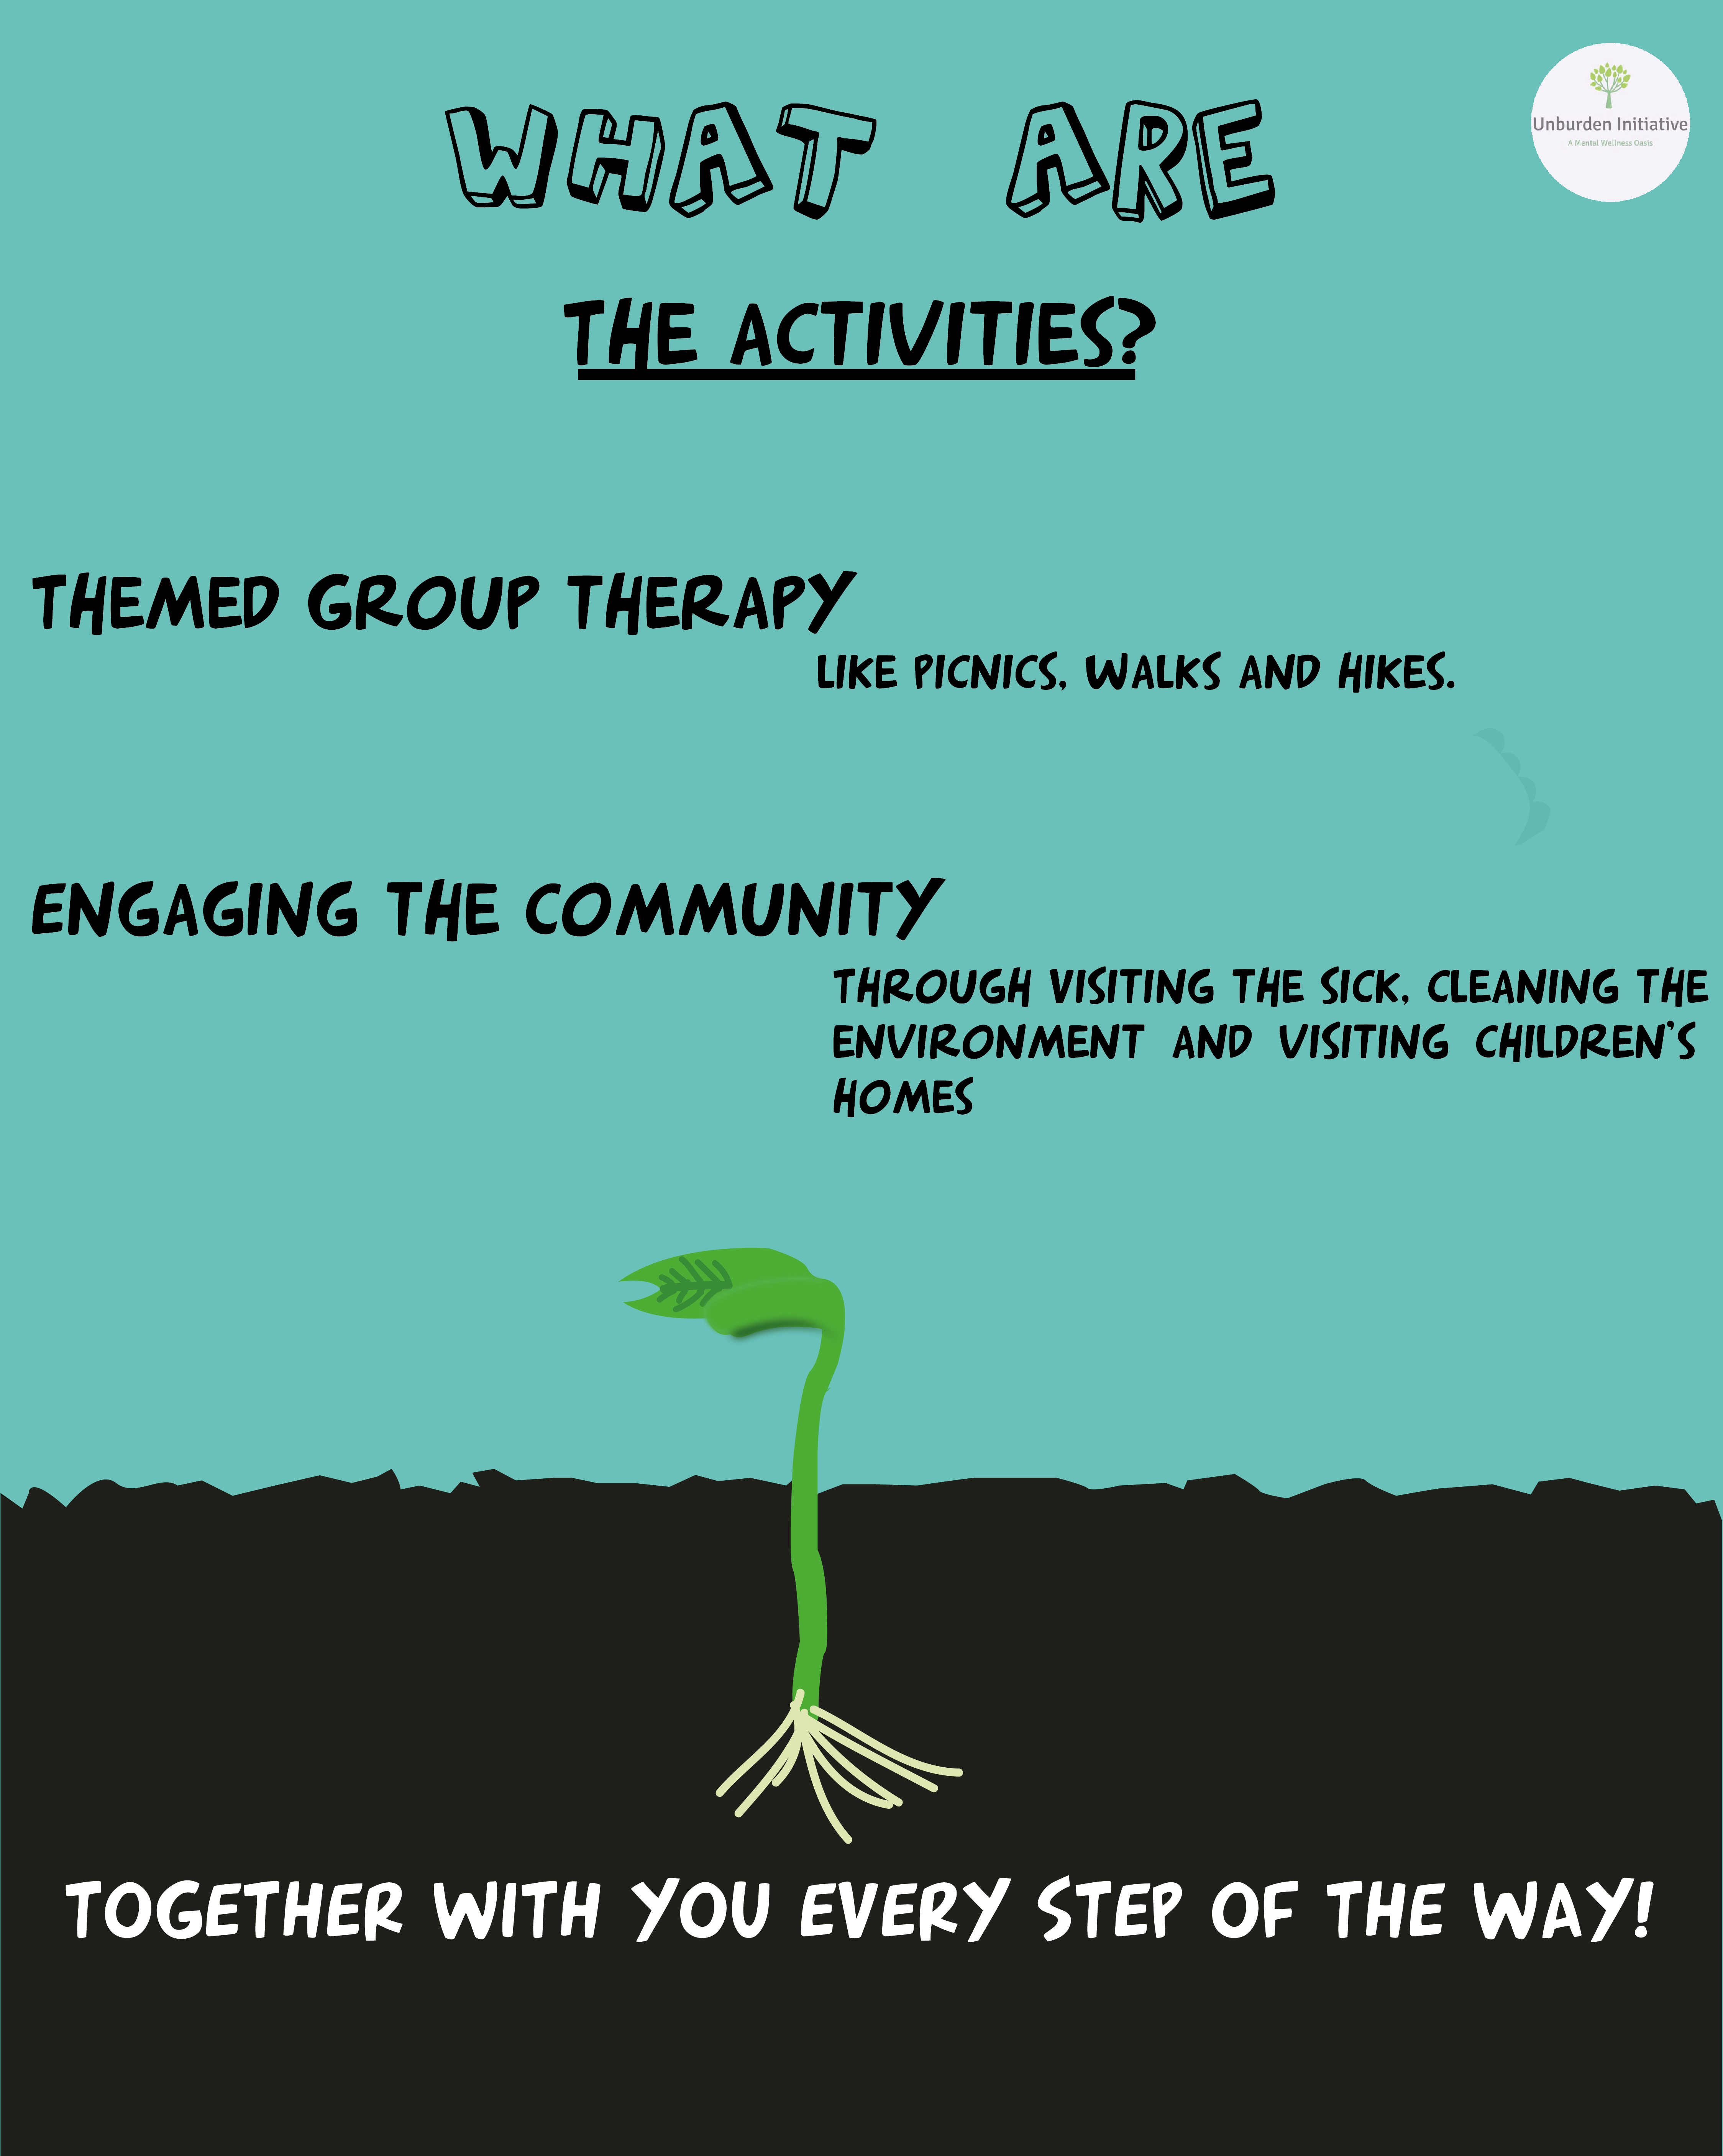 WHAT ARE
Unburden Initiative
A Mental Wellness Oasis
THE ACTIVITIES?
THEMED GROUP THERAPY
LIKE PICNICS, WALKS AND HIKES.
ENGAGING THE COMMUNITY
THROUGH VISITING THE SICK, CLEANING THE
ENVIRONMENT AND VISITING CHILDREN'S
HOMES
TOGETHER WITH YOU EVERY STEP OF THE WAY!